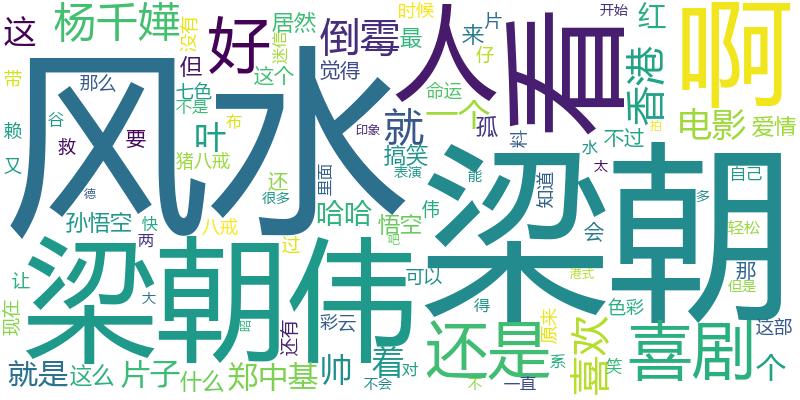 这
杨千嬅
没有
好
居然
倒霉
时候
最
来
片
开始
红
啊
人
看
香港
但
迷信
这个
觉得
仔
带
那么
七色
不是
风水
命运
一个
电影
爱情
赖
谷
救
要
叶
布
印象
就
孤
料
不过
拍
又
猪八戒
还
里面
搞笑
表演
水
太
很多
能
知道
自己
德
孙悟空
快
两
八戒
过
哈哈
悟空
伟
吧
梁朝
会
多
轻松
那
梁朝伟
让
大
可以
港式
但是
现在
彩云
还有
得
色彩
原来
这部
还是
喜欢
喜剧
个
就是
这么
片子
什么
郑中基
帅
着
对
不会
不
一直
系
笑